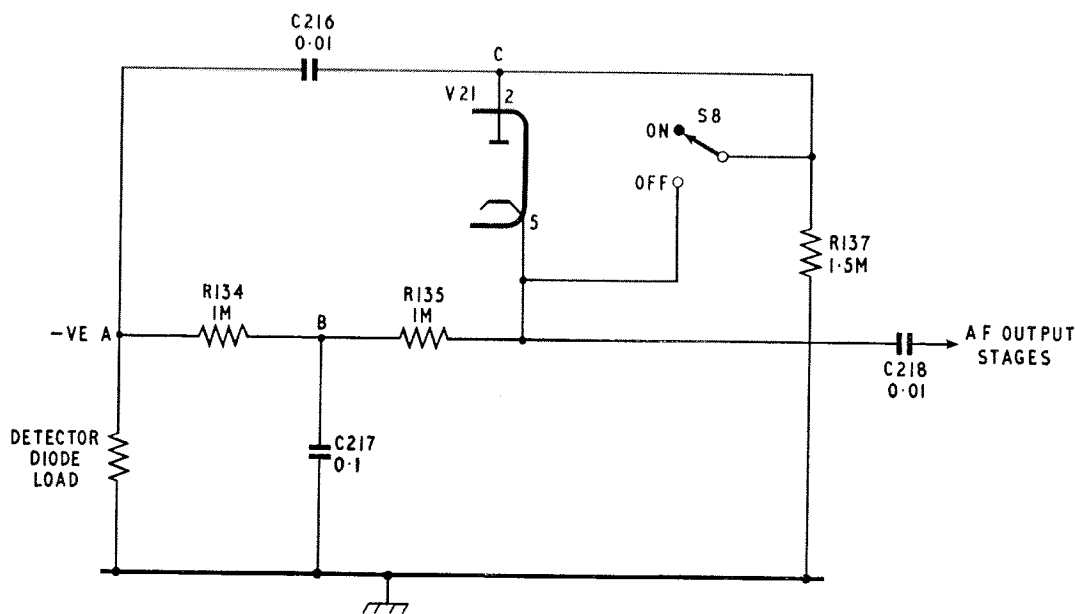 C216
0·01
C
V21
2
S8
ON
OFF
5
R137
1·5M
R134
1M
R135
1M
-VE A
B
AF OUTPUT
STAGES
C218
0·01
DETECTOR
DIODE
LOAD
C217
0·1